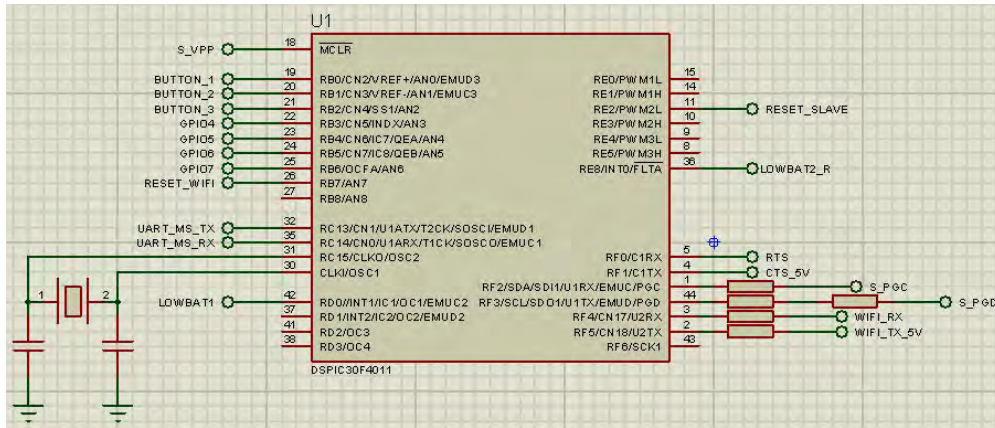 U1
S_VPP 18 MCLR
BUTTON_1 19 RB0/CN2/VREF+/AN0/EMUD3
BUTTON_2 20 RB1/CN3/VREF-/AN1/EMUC3
BUTTON_3 21 RB2/CN4/SS1/AN2
GPIO4 22 RB3/CN5/INDX/AN3
GPIO5 23 RB4/CN6/IC7/QEA/AN4
GPIO6 24 RB5/CN7/IC8/QEB/AN5
GPIO7 25 RB6/OCFA/AN6
RESET_WIFI 26 RB7/AN7
27 RB8/AN8
UART_MS_TX 32 RC13/CN1/U1ATX/T2CK/SOSCI/EMUD1
UART_MS_RX 35 RC14/CN0/U1ARX/T1CK/SOSCO/EMUC1
31 RC15/CLKO/OSC2
30 CLKI/OSC1
1 2
LOWBAT1 42 RD0/INT1/IC1/OC1/EMUC2
37 RD1/INT2/IC2/OC2/EMUD2
41 RD2/OC3
38 RD3/OC4
RE0/PWM1L 15
RE1/PWM1H 14
RE2/PWM2L 11 RESET_SLAVE
RE3/PWM2H 10
RE4/PWM3L 9
RE5/PWM3H 8
RE8/INT0/FLTA 36 LOWBAT2_R
RF0/C1RX 5 RTS
RF1/C1TX 4 CTS_5V
RF2/SDA/SDI1/U1RX/EMUC/PGC 1 S_PGC
RF3/SCL/SDO1/U1TX/EMUD/PGD 44 S_PGD
RF4/CN17/U2RX 3 WIFI_RX
RF5/CN18/U2TX 2 WIFI_TX_5V
RF6/SCK1 43
DSPIC30F4011